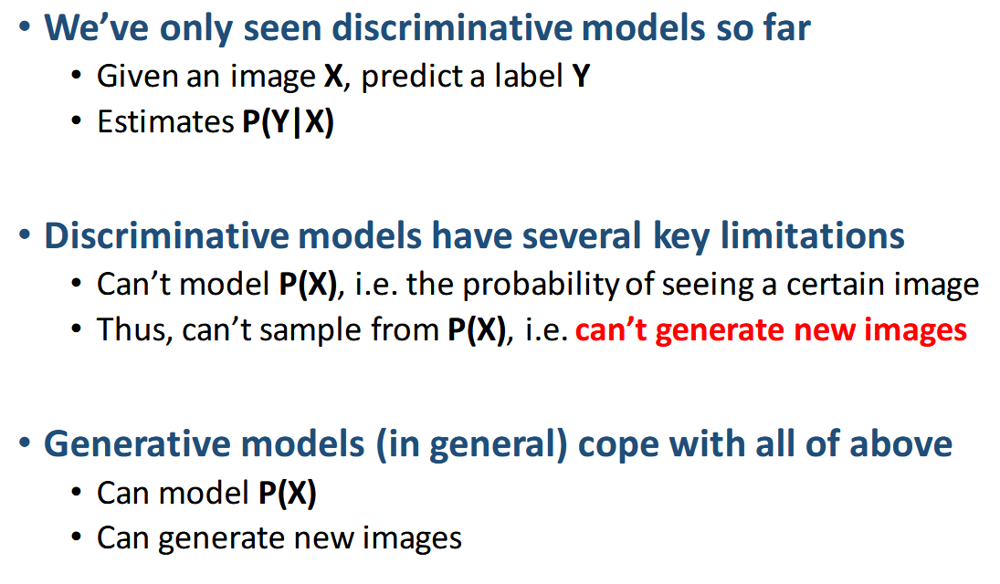 • We've only seen discriminative models so far
• Given an image X, predict a label Y
• Estimates P(Y|X)
• Discriminative models have several key limitations
• Can't model P(X), i.e. the probability of seeing a certain image
• Thus, can't sample from P(X), i.e. can't generate new images
• Generative models (in general) cope with all of above
• Can model P(X)
• Can generate new images